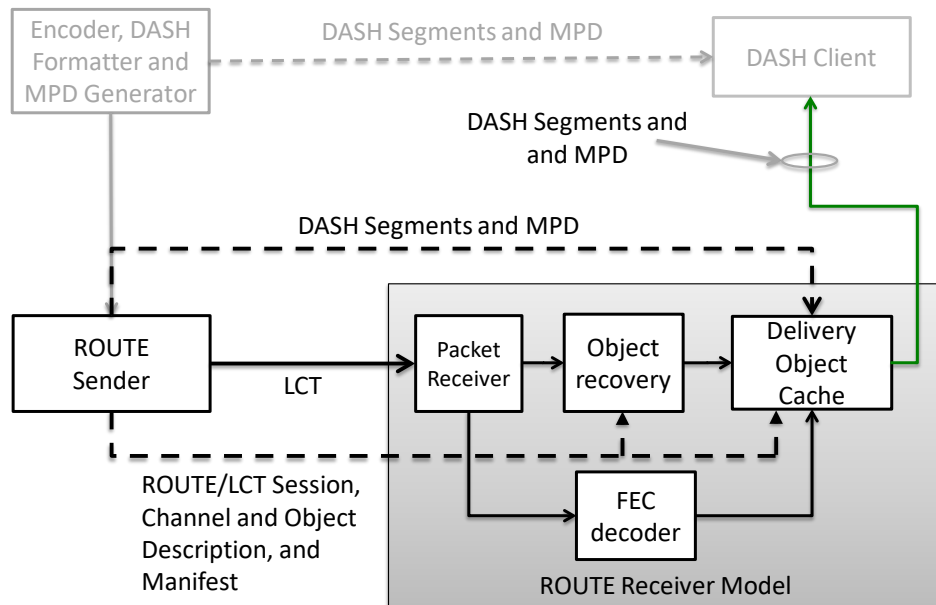 Encoder, DASH
Formatter and
MPD Generator
DASH Segments and MPD
DASH Client
DASH Segments and
and MPD
DASH Segments and MPD
ROUTE
Sender
LCT
Packet
Receiver
Object
recovery
Delivery
Object
Cache
ROUTE/LCT Session,
Channel and Object
Description, and
Manifest
FEC
decoder
ROUTE Receiver Model